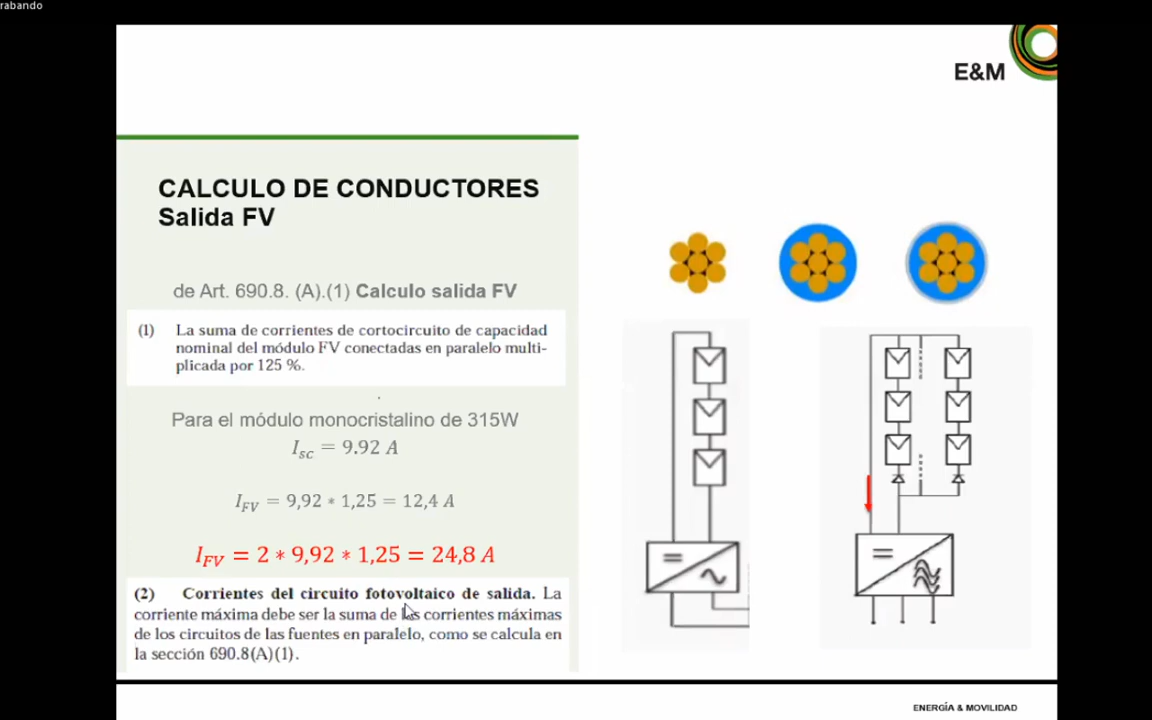 rabando
E&M
CALCULO DE CONDUCTORES
Salida FV
de Art. 690.8. (A).(1) Calculo salida FV
(1) La suma de corrientes de cortocircuito de capacidad
nominal del módulo FV conectadas en paralelo multi-
plicada por 125 %.
Para el módulo monocristalino de 315W
I_sc = 9.92 A
I_FV = 9,92 * 1,25 = 12,4 A
I_FV = 2 * 9,92 * 1,25 = 24,8 A
(2) Corrientes del circuito fotovoltaico de salida. La
corriente máxima debe ser la suma de las corrientes máximas
de los circuitos de las fuentes en paralelo, como se calcula en
la sección 690.8(A)(1).
ENERGÍA & MOVILIDAD